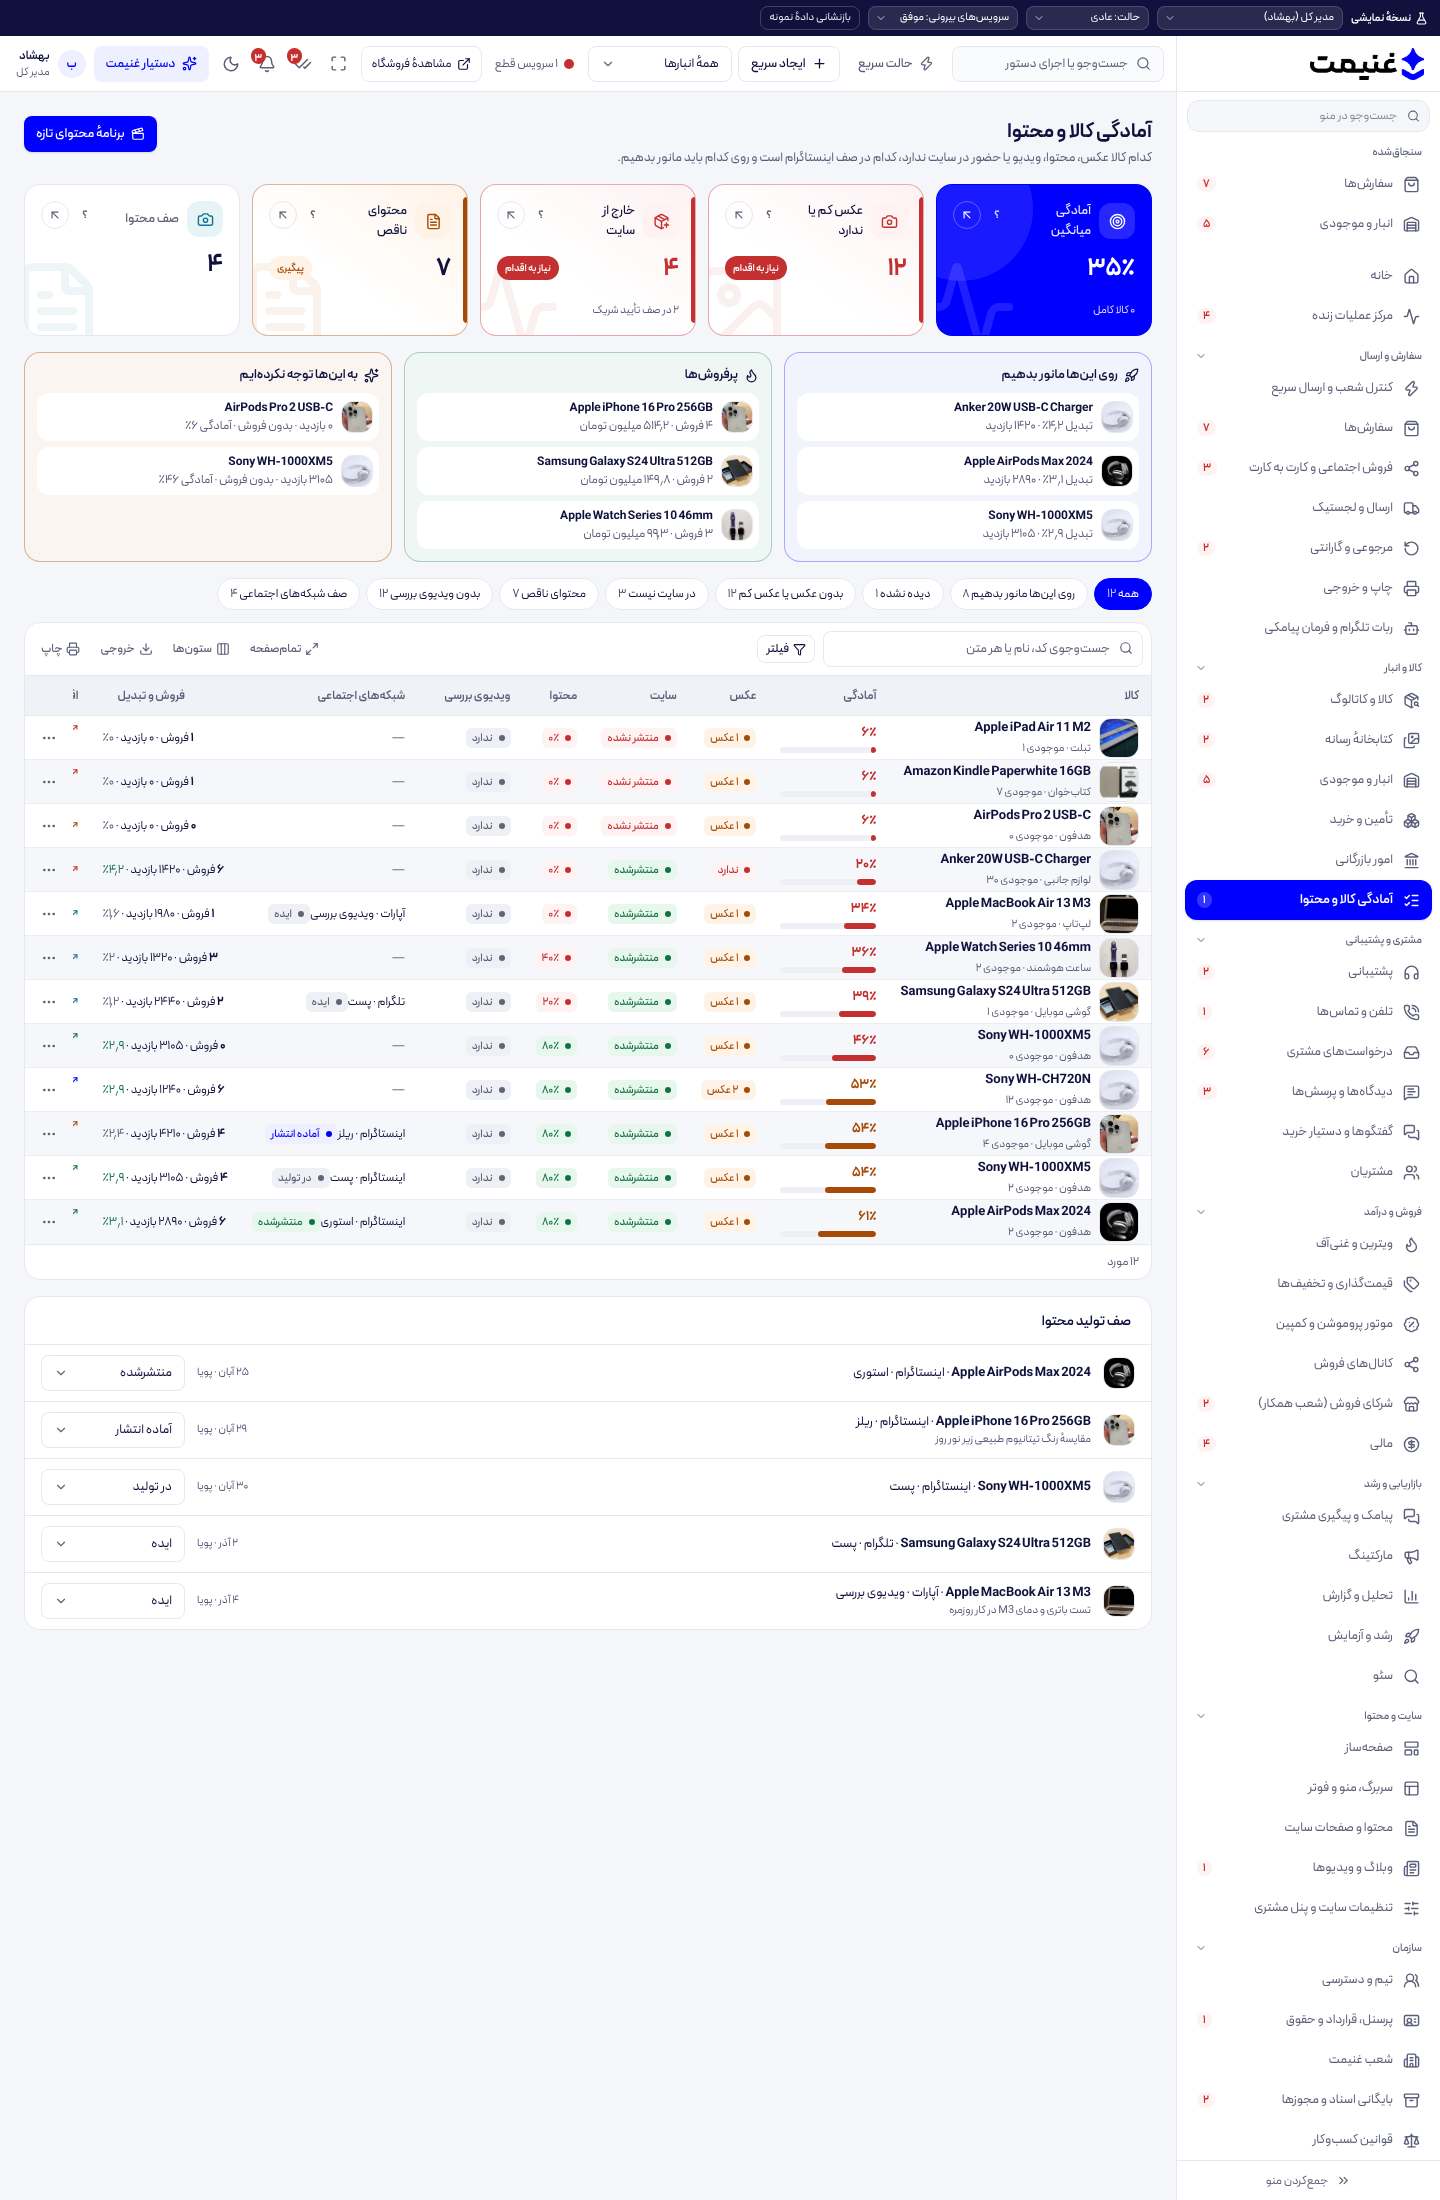 نسخهٔ نمایشی
مدیر کل (بهشاد)
حالت: عادی
سرویس‌های بیرونی: موفق
بازنشانی دادهٔ نمونه
غنیمت
جست‌وجو یا اجرای دستور
حالت سریع
ایجاد سریع
همهٔ انبارها
۱ سرویس قطع
مشاهدهٔ فروشگاه
۳
۳
دستیار غنیمت
ب
بهشاد
مدیر کل
جست‌وجو در منو
سنجاق‌شده
سفارش‌ها ۷
انبار و موجودی ۵
خانه
مرکز عملیات زنده ۴
سفارش و ارسال
کنترل شعب و ارسال سریع
سفارش‌ها ۷
فروش اجتماعی و کارت به کارت ۳
ارسال و لجستیک
مرجوعی و گارانتی ۲
چاپ و خروجی
ربات تلگرام و فرمان پیامکی
کالا و انبار
کالا و کاتالوگ ۲
کتابخانهٔ رسانه ۲
انبار و موجودی ۵
تأمین و خرید
امور بازرگانی
آمادگی کالا و محتوا ۱
مشتری و پشتیبانی
پشتیبانی ۲
تلفن و تماس‌ها ۱
درخواست‌های مشتری ۶
دیدگاه‌ها و پرسش‌ها ۳
گفتگوها و دستیار خرید
مشتریان
فروش و درآمد
ویترین و غنی‌آف
قیمت‌گذاری و تخفیف‌ها
موتور پروموشن و کمپین
کانال‌های فروش
شرکای فروش (شعب همکار) ۲
مالی ۴
بازاریابی و رشد
پیامک و پیگیری مشتری
مارکتینگ
تحلیل و گزارش
رشد و آزمایش
سئو
سایت و محتوا
صفحه‌ساز
سربرگ، منو و فوتر
محتوا و صفحات سایت
وبلاگ و ویدیوها ۱
تنظیمات سایت و پنل مشتری
سازمان
تیم و دسترسی
پرسنل، قرارداد و حقوق ۱
شعب غنیمت
بایگانی اسناد و مجوزها ۲
قوانین کسب‌وکار
جمع‌کردن منو
آمادگی کالا و محتوا
کدام کالا عکس، محتوا، ویدیو یا حضور در سایت ندارد، کدام در صف اینستاگرام است و روی کدام باید مانور بدهیم.
برنامهٔ محتوای تازه
آمادگی میانگین ؟
۳۵٪
۰ کالا کامل
عکس کم یا ندارد ؟
۱۲
نیاز به اقدام
خارج از سایت ؟
۴
نیاز به اقدام
۲ در صف تأیید شریک
محتوای ناقص ؟
۷
پیگیری
صف محتوا ؟
۴
روی این‌ها مانور بدهیم
Anker 20W USB-C Charger
تبدیل ۴٫۲٪ · ۱۴۲۰ بازدید
Apple AirPods Max 2024
تبدیل ۳٫۱٪ · ۲۸۹۰ بازدید
Sony WH-1000XM5
تبدیل ۲٫۹٪ · ۳۱۰۵ بازدید
پرفروش‌ها
Apple iPhone 16 Pro 256GB
۴ فروش · ۵۱۴٫۲ میلیون تومان
Samsung Galaxy S24 Ultra 512GB
۲ فروش · ۱۴۹٫۸ میلیون تومان
Apple Watch Series 10 46mm
۳ فروش · ۹۹٫۳ میلیون تومان
به این‌ها توجه نکرده‌ایم
AirPods Pro 2 USB-C
۰ بازدید · بدون فروش · آمادگی ۶٪
Sony WH-1000XM5
۳۱۰۵ بازدید · بدون فروش · آمادگی ۴۶٪
همه ۱۲
روی این‌ها مانور بدهیم ۸
دیده نشده ۱
بدون عکس یا عکس کم ۱۲
در سایت نیست ۳
محتوای ناقص ۷
بدون ویدیوی بررسی ۱۲
صف شبکه‌های اجتماعی ۴
جست‌وجوی کد، نام یا هر متن
فیلتر
تمام‌صفحه
ستون‌ها
خروجی
چاپ
کالا آمادگی عکس سایت محتوا ویدیوی بررسی شبکه‌های اجتماعی فروش و تبدیل
Apple iPad Air 11 M2 ۶٪ ۱ عکس منتشر نشده ۰٪ ندارد — ۱ فروش · ۰ بازدید · ۰٪
تبلت · موجودی ۱
Amazon Kindle Paperwhite 16GB ۶٪ ۱ عکس منتشر نشده ۰٪ ندارد — ۱ فروش · ۰ بازدید · ۰٪
کتاب‌خوان · موجودی ۷
AirPods Pro 2 USB-C ۶٪ ۱ عکس منتشر نشده ۰٪ ندارد — ۰ فروش · ۰ بازدید · ۰٪
هدفون · موجودی ۰
Anker 20W USB-C Charger ۲۰٪ ندارد منتشرشده ۰٪ ندارد — ۶ فروش · ۱۴۲۰ بازدید · ۴٫۲٪
لوازم جانبی · موجودی ۳۰
Apple MacBook Air 13 M3 ۳۴٪ ۱ عکس منتشرشده ۰٪ ندارد آپارات · ویدیوی بررسی ایده ۱ فروش · ۱۹۸۰ بازدید · ۱٫۶٪
لپ‌تاپ · موجودی ۲
Apple Watch Series 10 46mm ۳۶٪ ۱ عکس منتشرشده ۴۰٪ ندارد — ۳ فروش · ۱۳۲۰ بازدید · ۲٪
ساعت هوشمند · موجودی ۲
Samsung Galaxy S24 Ultra 512GB ۳۹٪ ۱ عکس منتشرشده ۲۰٪ ندارد تلگرام · پست ایده ۲ فروش · ۲۴۴۰ بازدید · ۱٫۲٪
گوشی موبایل · موجودی ۱
Sony WH-1000XM5 ۴۶٪ ۱ عکس منتشرشده ۸۰٪ ندارد — ۰ فروش · ۳۱۰۵ بازدید · ۲٫۹٪
هدفون · موجودی ۰
Sony WH-CH720N ۵۳٪ ۲ عکس منتشرشده ۸۰٪ ندارد — ۶ فروش · ۱۲۴۰ بازدید · ۲٫۹٪
هدفون · موجودی ۱۲
Apple iPhone 16 Pro 256GB ۵۴٪ ۱ عکس منتشرشده ۸۰٪ ندارد اینستاگرام · ریلز آماده انتشار ۴ فروش · ۴۲۱۰ بازدید · ۲٫۴٪
گوشی موبایل · موجودی ۴
Sony WH-1000XM5 ۵۴٪ ۱ عکس منتشرشده ۸۰٪ ندارد اینستاگرام · پست در تولید ۴ فروش · ۳۱۰۵ بازدید · ۲٫۹٪
هدفون · موجودی ۲
Apple AirPods Max 2024 ۶۱٪ ۱ عکس منتشرشده ۸۰٪ ندارد اینستاگرام · استوری منتشرشده ۶ فروش · ۲۸۹۰ بازدید · ۳٫۱٪
هدفون · موجودی ۲
۱۲ مورد
صف تولید محتوا
Apple AirPods Max 2024 · اینستاگرام · استوری ۲۵ آبان · پویا منتشرشده
Apple iPhone 16 Pro 256GB · اینستاگرام · ریلز ۲۹ آبان · پویا آماده انتشار
مقایسهٔ رنگ تیتانیوم طبیعی زیر نور روز
Sony WH-1000XM5 · اینستاگرام · پست ۳۰ آبان · پویا در تولید
Samsung Galaxy S24 Ultra 512GB · تلگرام · پست ۲ آذر · پویا ایده
Apple MacBook Air 13 M3 · آپارات · ویدیوی بررسی ۴ آذر · پویا ایده
تست باتری و دمای M3 در کار روزمره